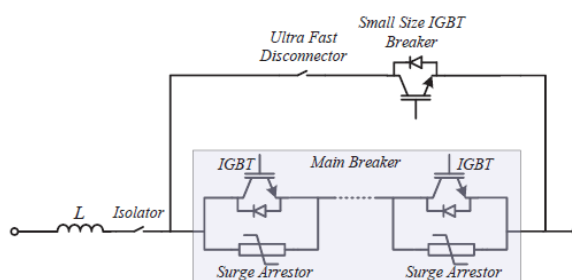 Small Size IGBT
Breaker
Ultra Fast
Disconnector
IGBT
Main Breaker
IGBT
L
Isolator
Surge Arrestor
Surge Arrestor